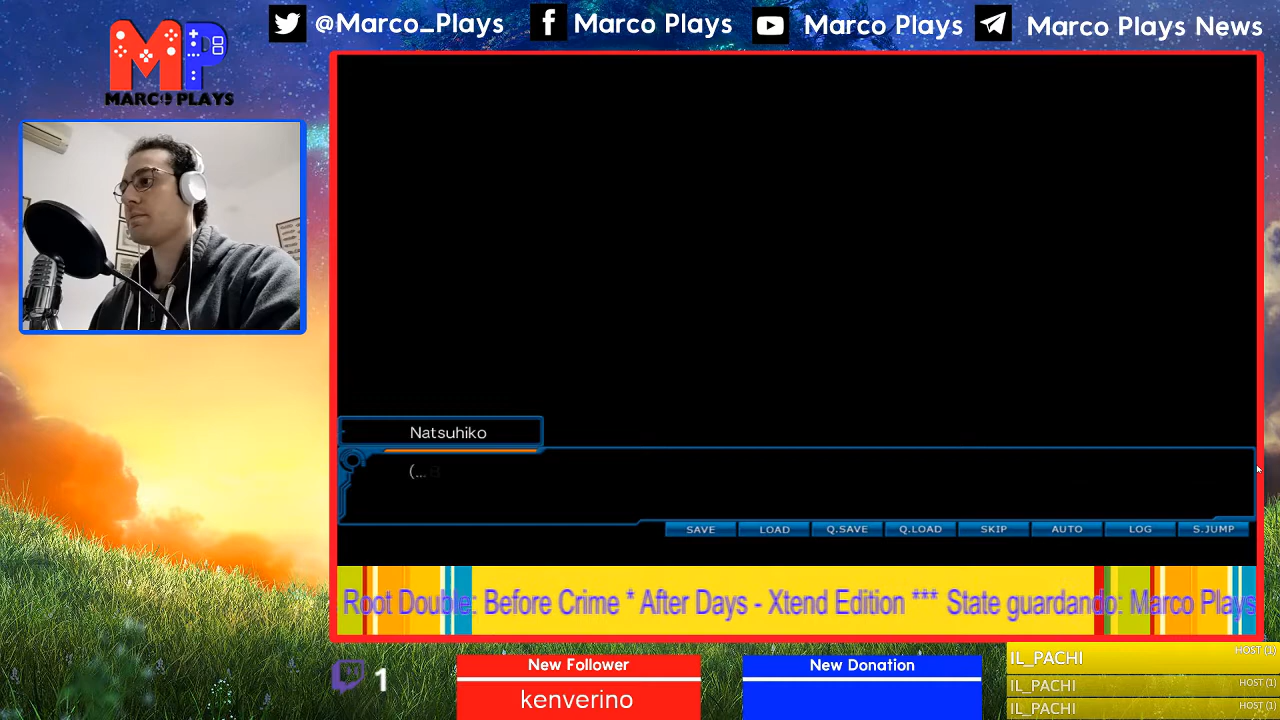 @Marco_Plays
Marco Plays
Marco Plays
Marco Plays News
MP
MARCO PLAYS
Natsuhiko
(...
SAVE
LOAD
Q.SAVE
Q.LOAD
SKIP
AUTO
LOG
S.JUMP
Root Double: Before Crime * After Days - Xtend Edition *** State guardando: Marco Plays
1
New Follower
kenverino
New Donation
IL_PACHI HOST (1)
IL_PACHI HOST (1)
IL_PACHI HOST (1)